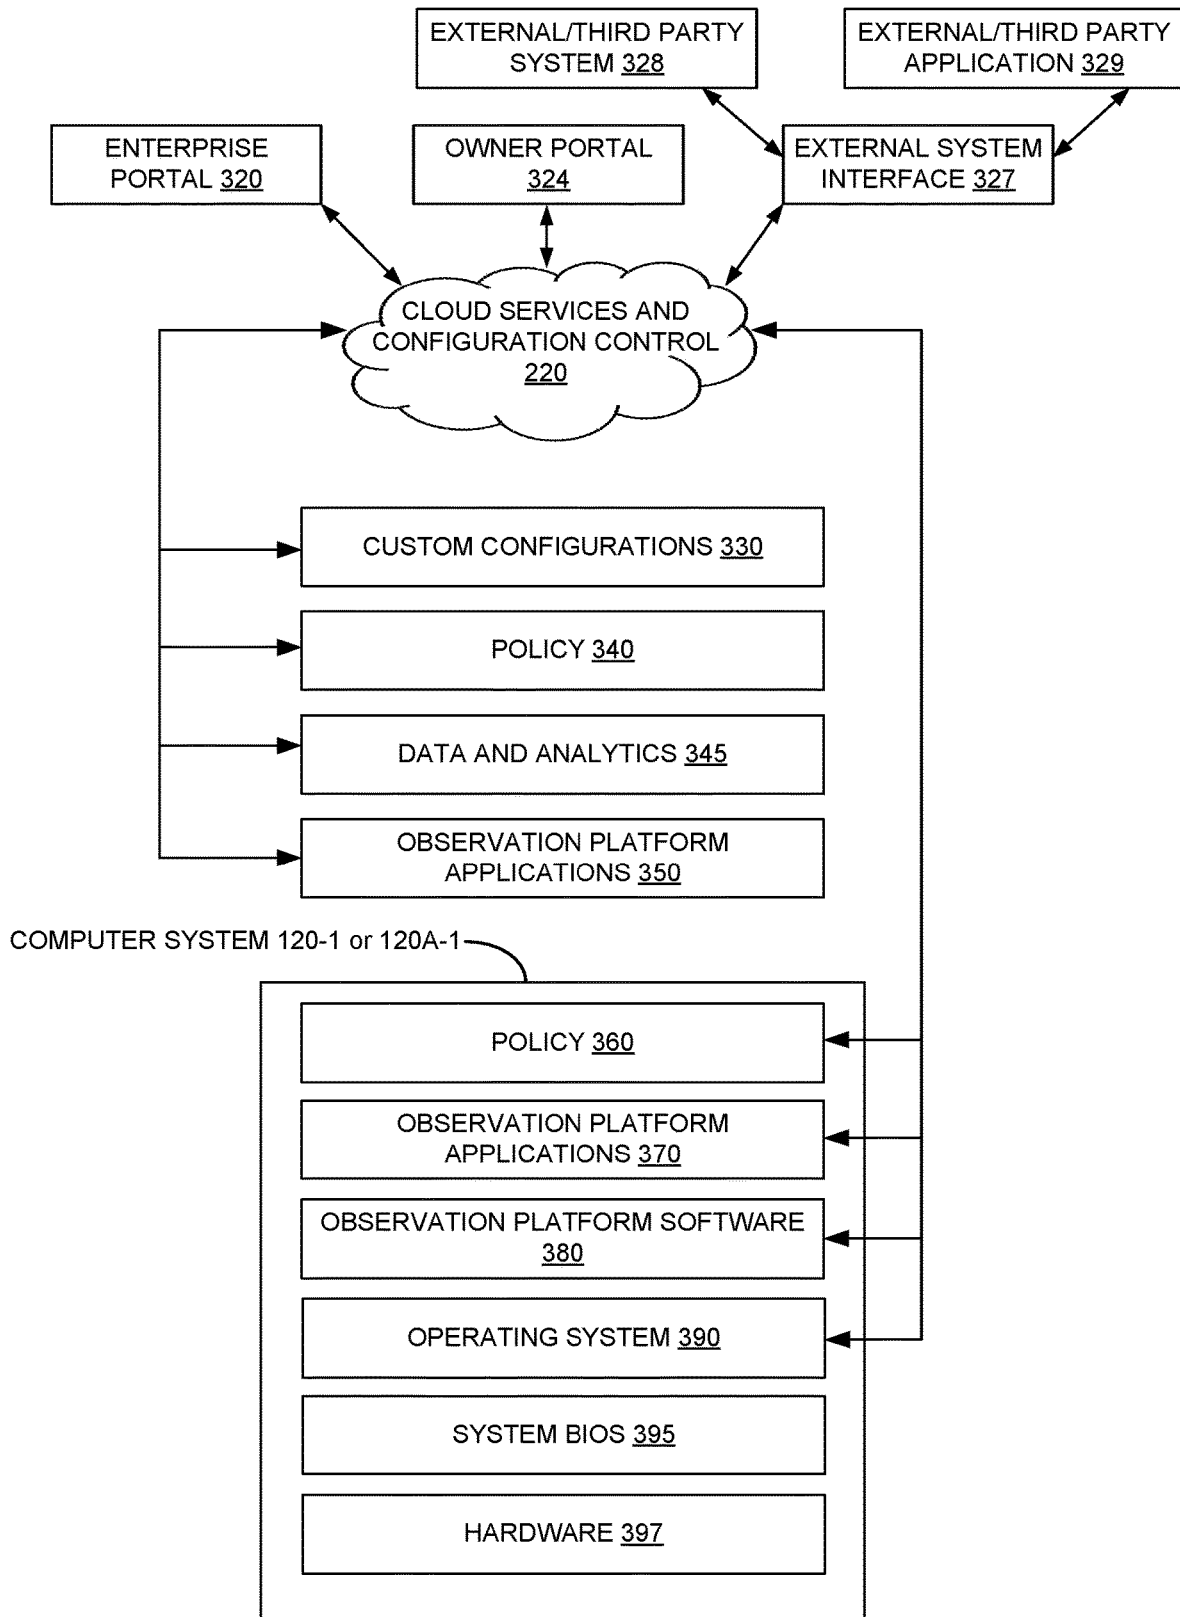 EXTERNAL/THIRD PARTY
SYSTEM 328
EXTERNAL/THIRD PARTY
APPLICATION 329
ENTERPRISE
PORTAL 320
OWNER PORTAL
324
EXTERNAL SYSTEM
INTERFACE 327
CLOUD SERVICES AND
CONFIGURATION CONTROL
220
CUSTOM CONFIGURATIONS 330
POLICY 340
DATA AND ANALYTICS 345
OBSERVATION PLATFORM
APPLICATIONS 350
COMPUTER SYSTEM 120-1 or 120A-1
POLICY 360
OBSERVATION PLATFORM
APPLICATIONS 370
OBSERVATION PLATFORM SOFTWARE
380
OPERATING SYSTEM 390
SYSTEM BIOS 395
HARDWARE 397